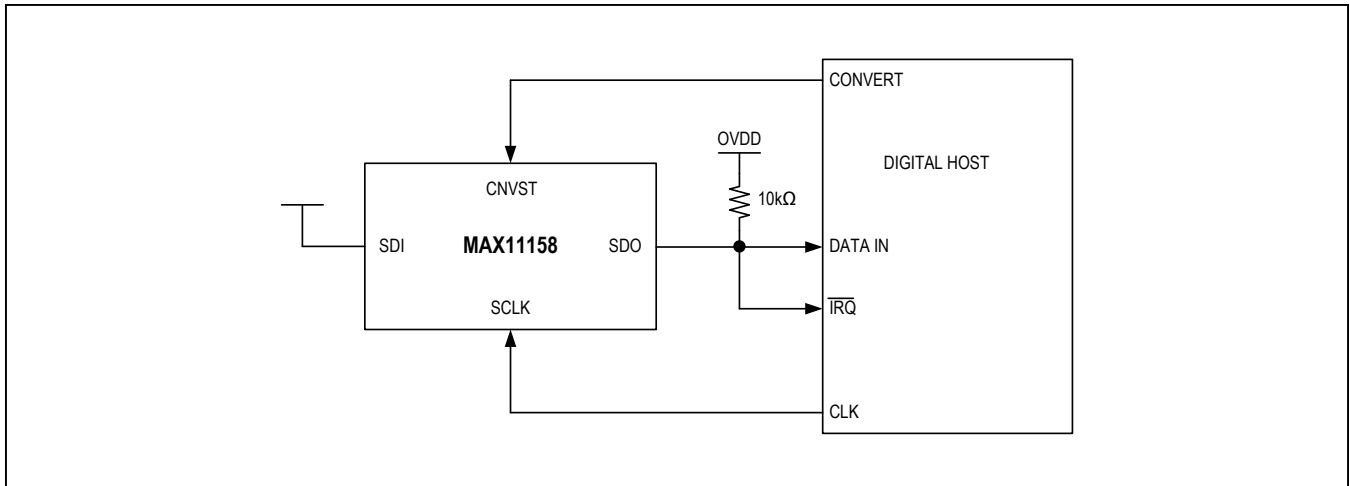 CONVERT
OVDD
DIGITAL HOST
CNVST
10kΩ
SDI
MAX11158
SDO
DATA IN
IRQ
SCLK
CLK